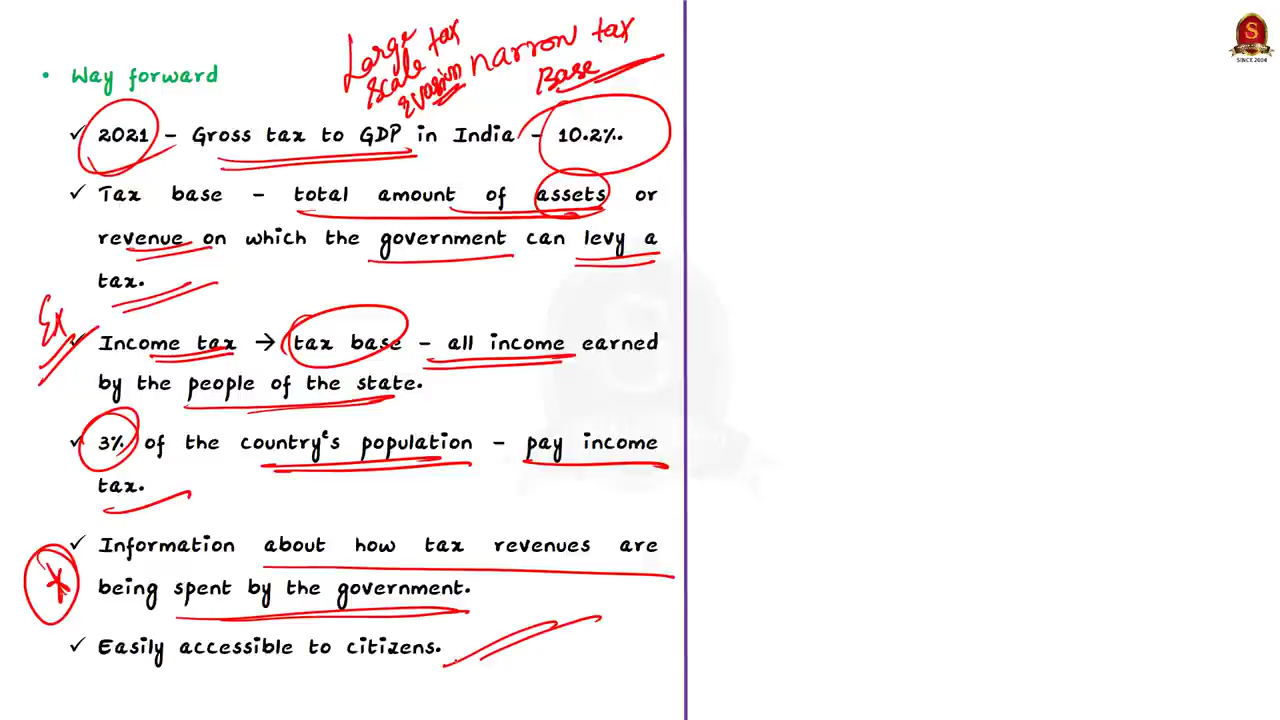 Large
Scale tax
Evasion
narron tax
Base
• Way forward
✓ 2021 - Gross tax to GDP in India - 10.2%.
✓ Tax base - total amount of assets or
revenue on which the government can levy a
tax.
Ex
✓ Income tax → tax base - all income earned
by the people of the state.
✓ 3% of the country's population - pay income
tax.
✓ Information about how tax revenues are
being spent by the government.
✓ Easily accessible to citizens.
S
SINCE 2004